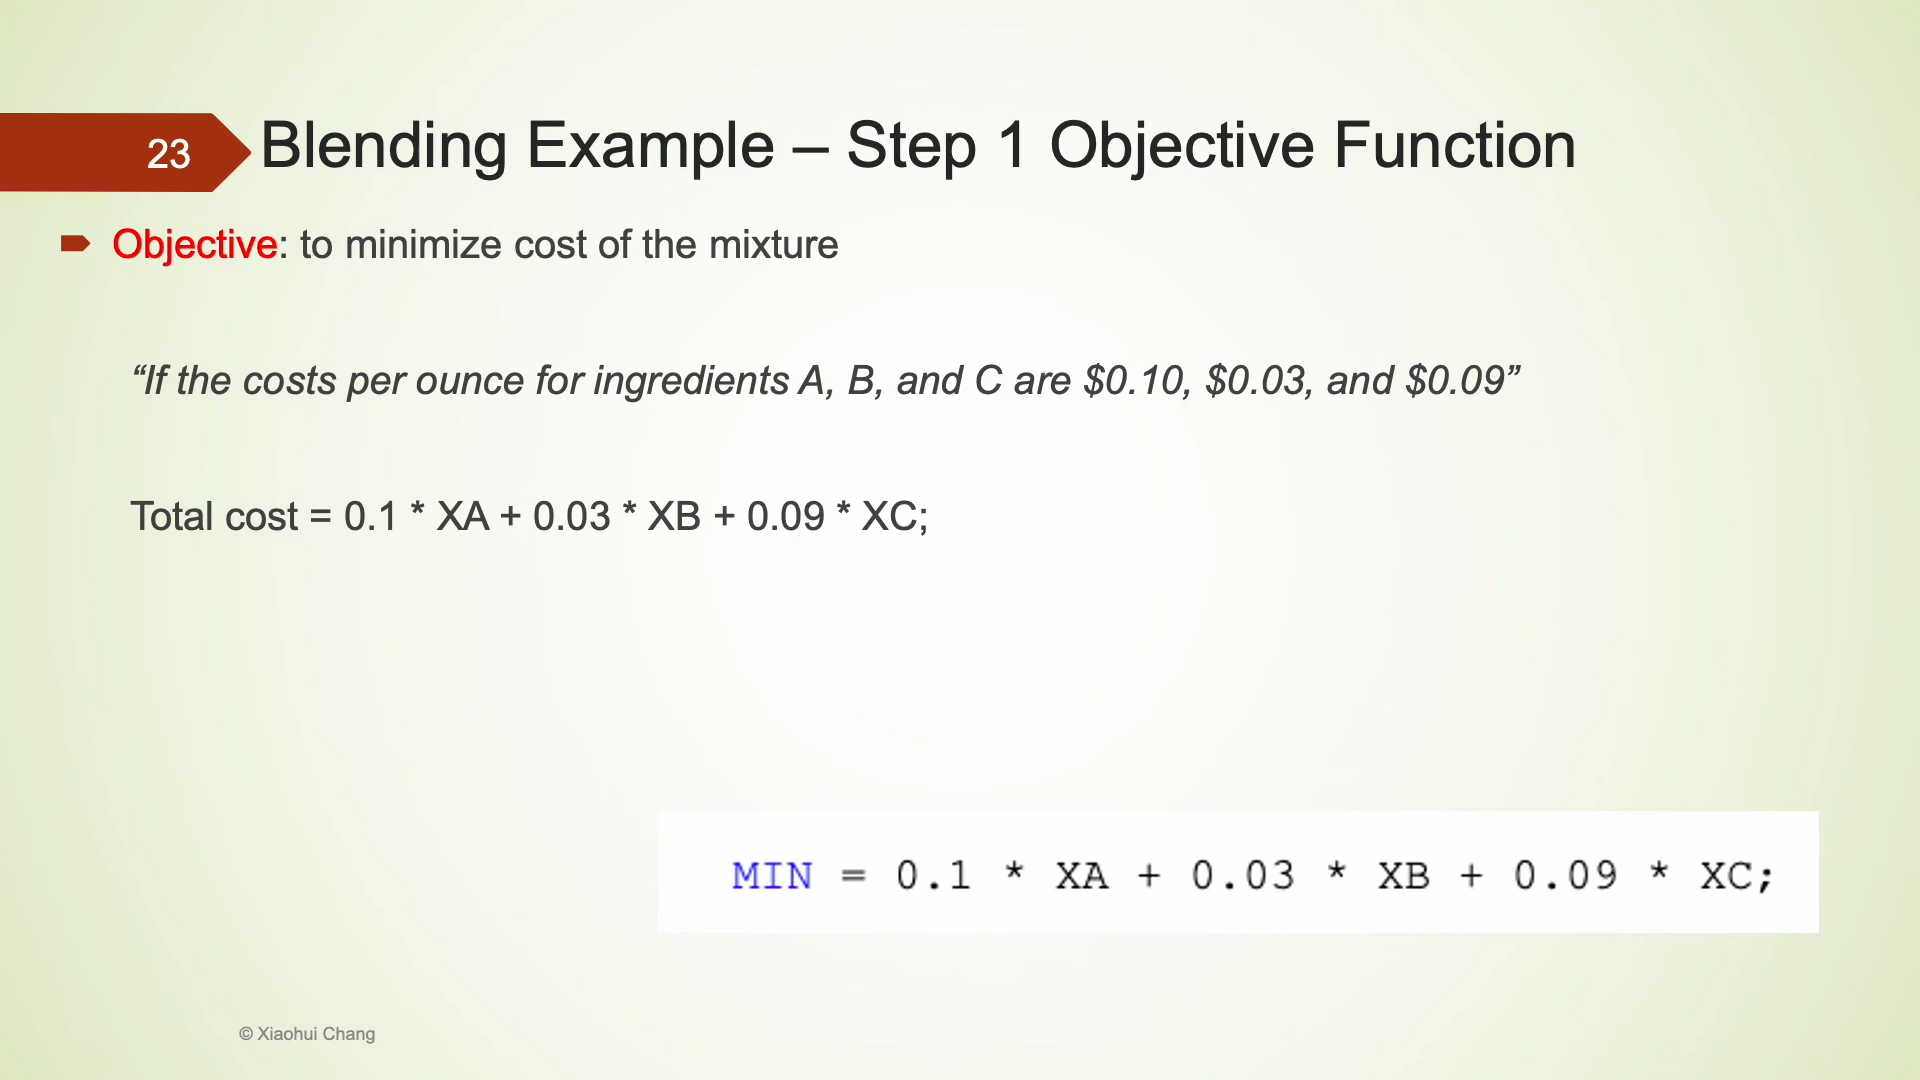 23
Blending Example – Step 1 Objective Function
Objective: to minimize cost of the mixture
“If the costs per ounce for ingredients A, B, and C are $0.10, $0.03, and $0.09”
Total cost = 0.1 * XA + 0.03 * XB + 0.09 * XC;
MIN = 0.1 * XA + 0.03 * XB + 0.09 * XC;
© Xiaohui Chang